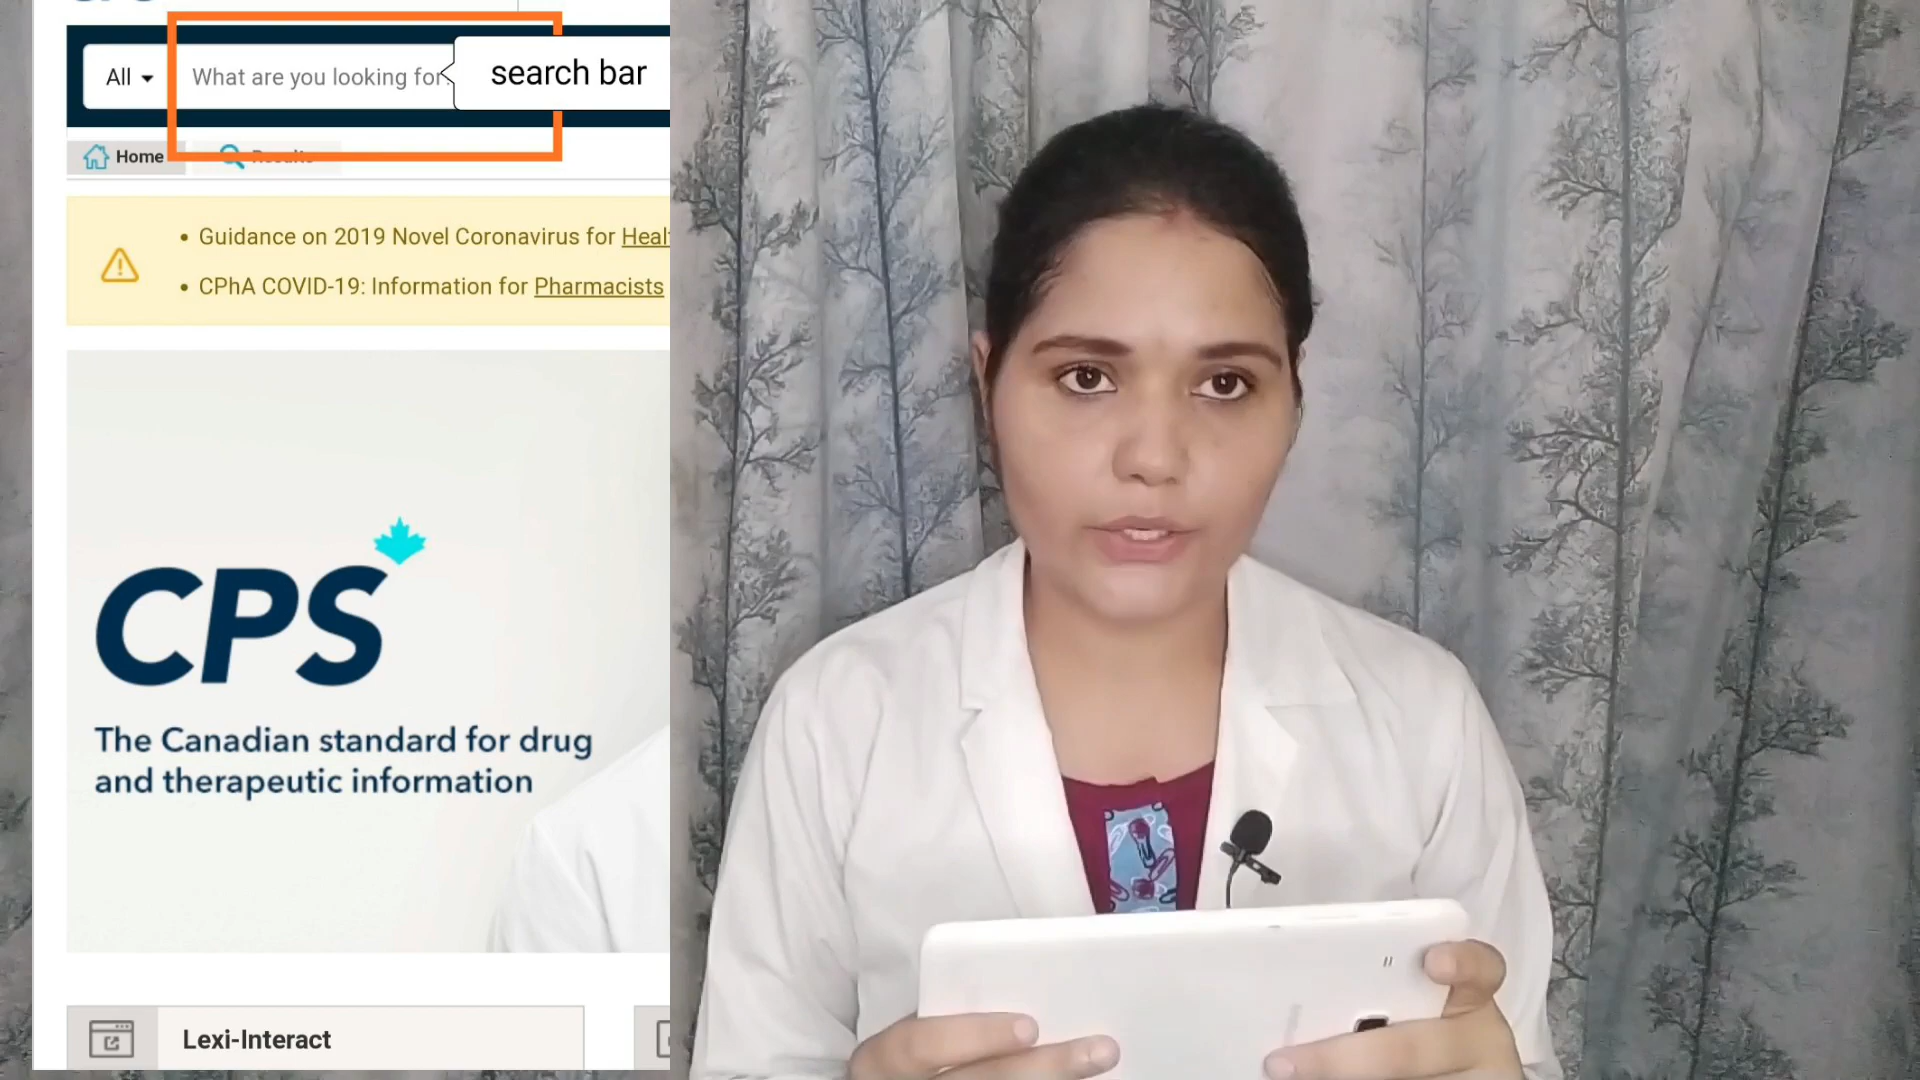 All
What are you looking for
search bar
Home
Results
Guidance on 2019 Novel Coronavirus for
CPhA COVID-19: Information for Pharmacists
CPS
The Canadian standard for drug
and therapeutic information
Lexi-Interact